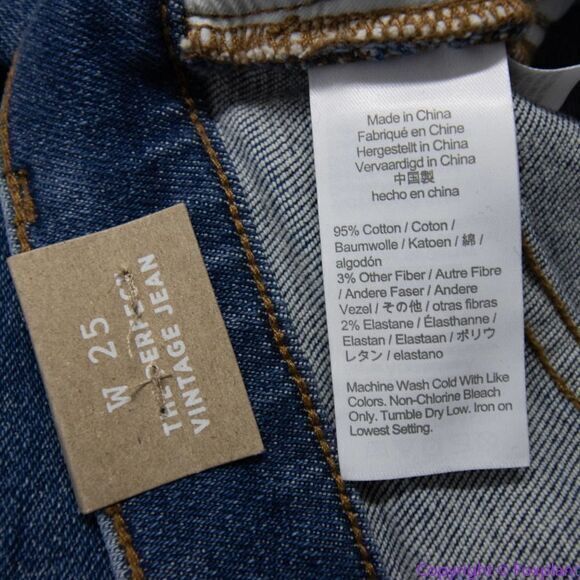 W 25
THE PERFECT
VINTAGE JEAN
Made in China
Fabriqué en Chine
Hergestellt in China
Vervaardigd in China
中国製
hecho en china
95% Cotton / Coton /
Baumwolle / Katoen / 綿 /
algodón
3% Other Fiber / Autre Fibre
/ Andere Faser / Andere
Vezel / その他 / otras fibras
2% Elastane / Élasthanne /
Elastan / Elastaan / ポリウ
レタン / elastano
Machine Wash Cold With Like
Colors. Non-Chlorine Bleach
Only. Tumble Dry Low. Iron on
Lowest Setting.